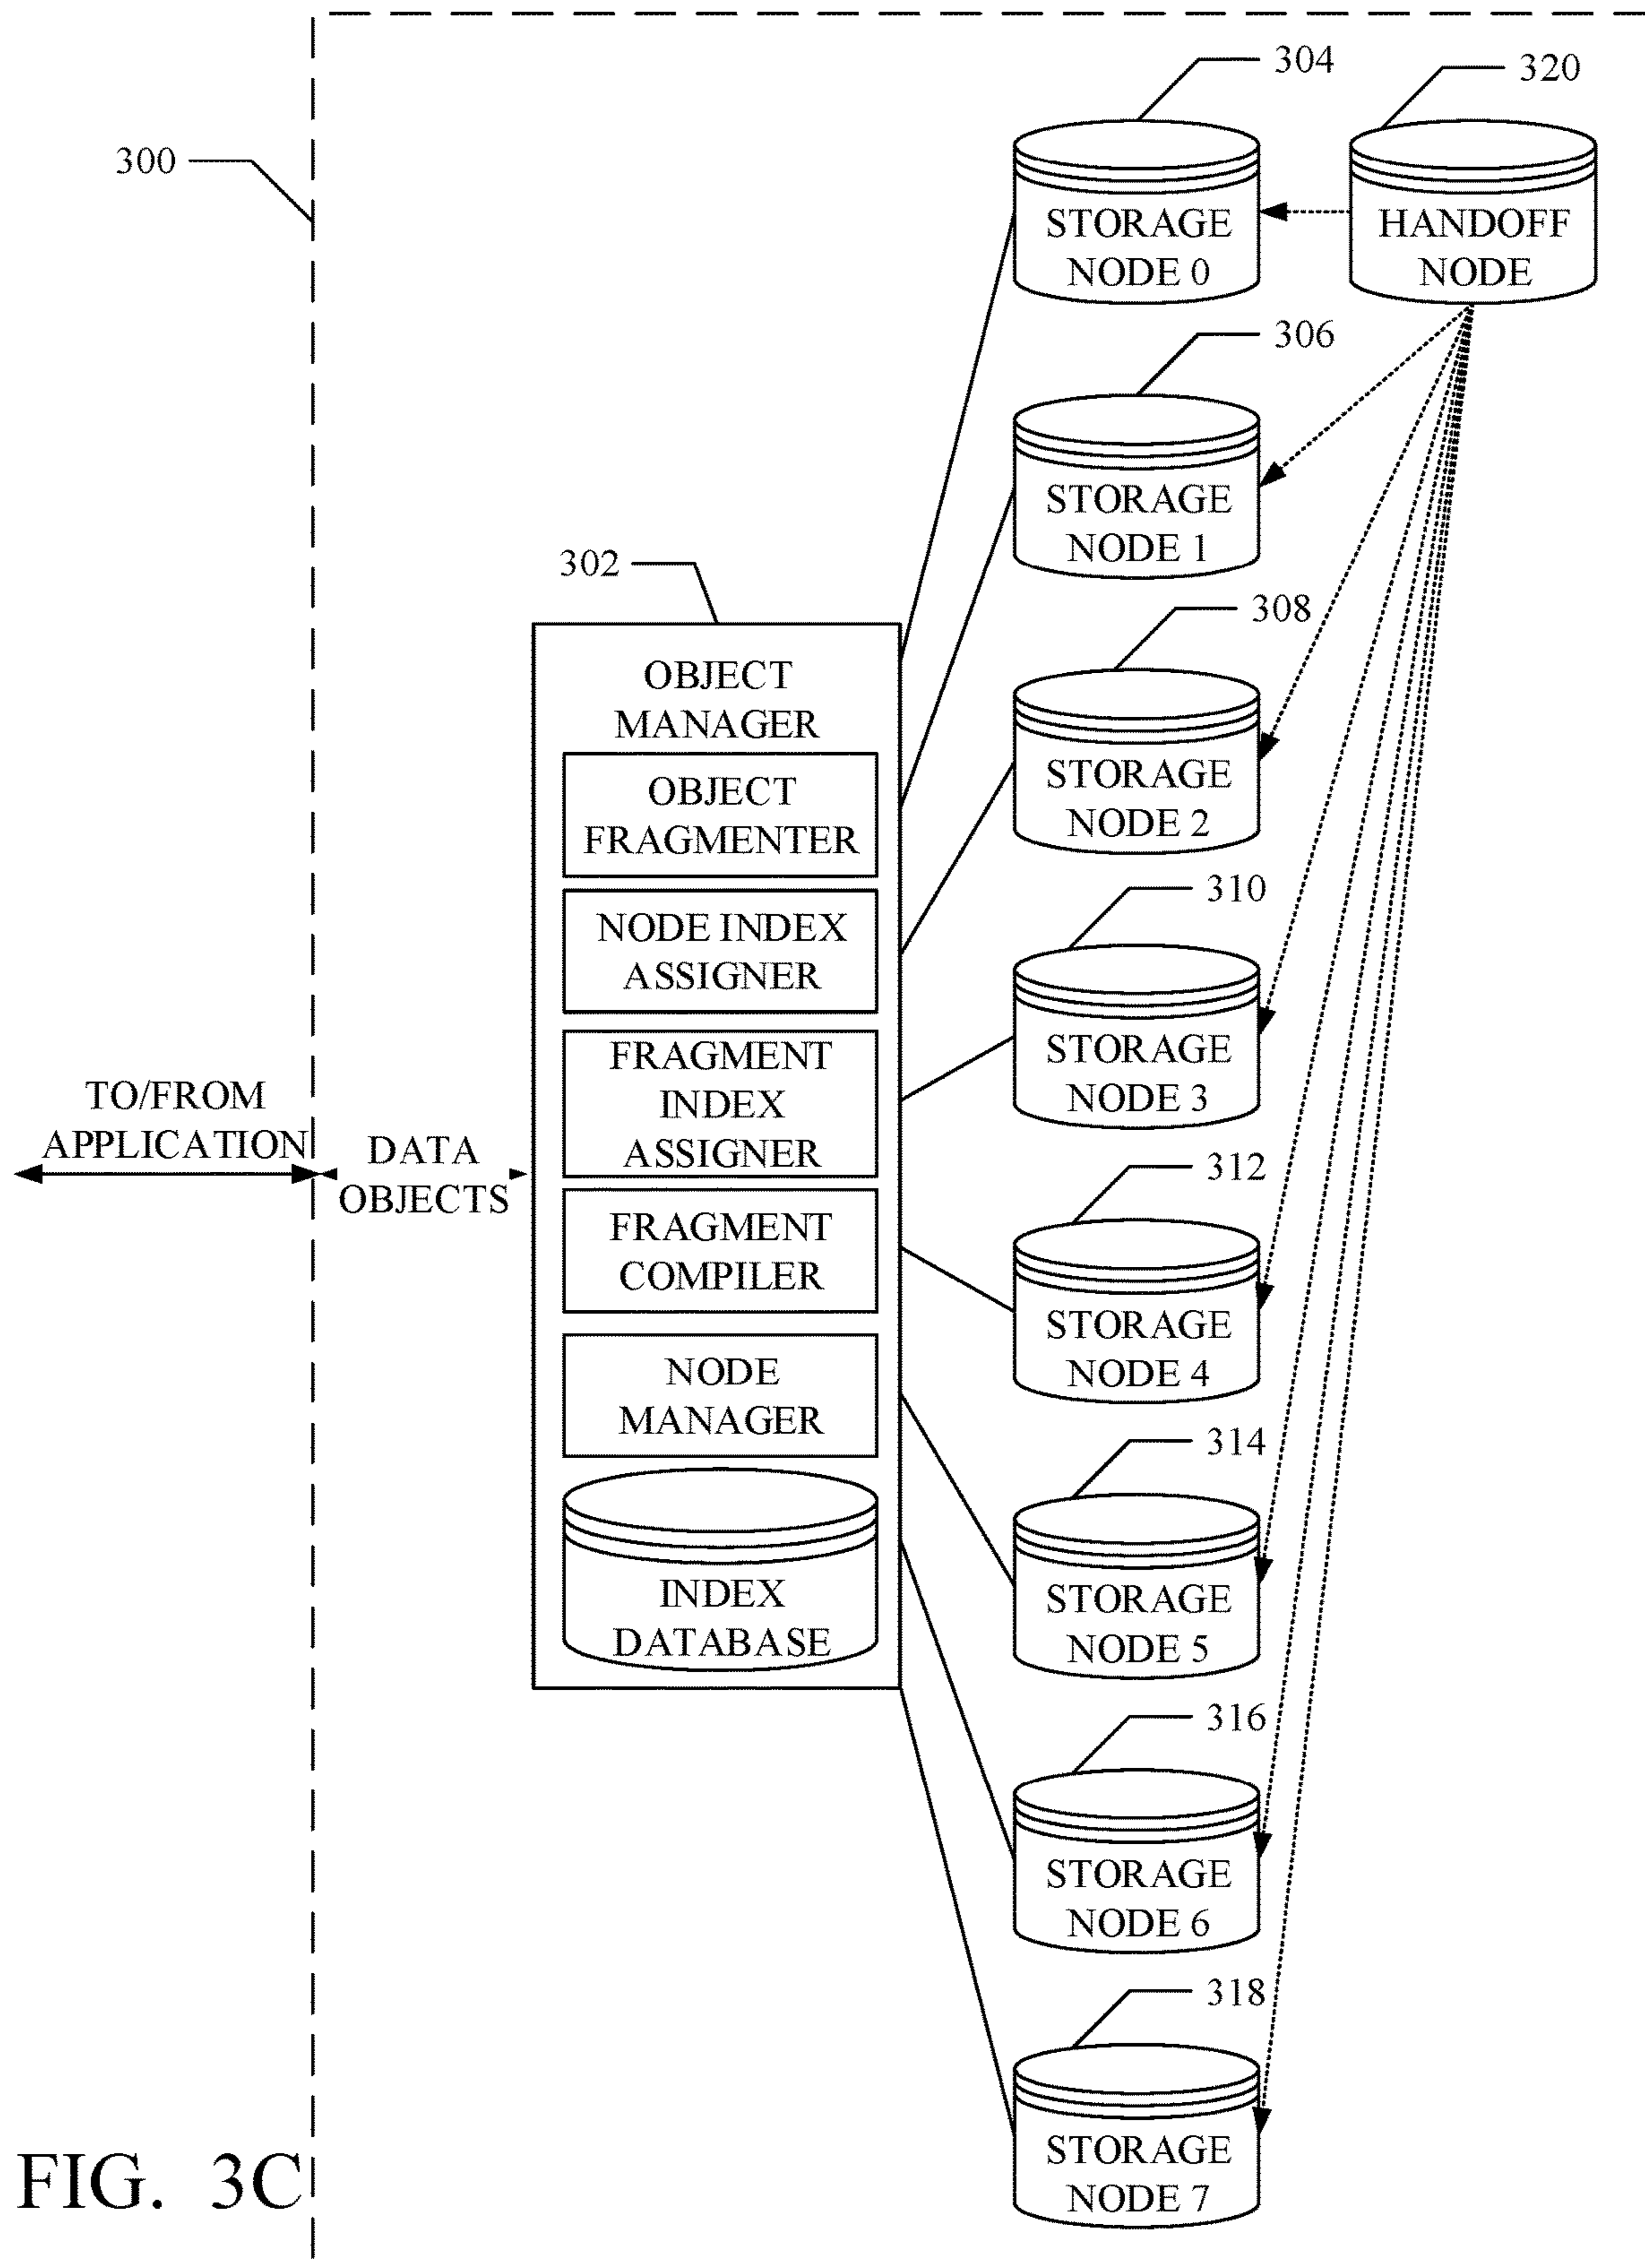 304
320
300
STORAGE
NODE 0
HANDOFF
NODE
306
STORAGE
NODE 1
302
308
OBJECT
MANAGER
STORAGE
NODE 2
OBJECT
FRAGMENTER
310
NODE INDEX
ASSIGNER
STORAGE
NODE 3
FRAGMENT
INDEX
ASSIGNER
TO/FROM
APPLICATION
DATA
OBJECTS
312
FRAGMENT
COMPILER
STORAGE
NODE 4
NODE
MANAGER
314
INDEX
DATABASE
STORAGE
NODE 5
316
STORAGE
NODE 6
318
STORAGE
NODE 7
FIG. 3C